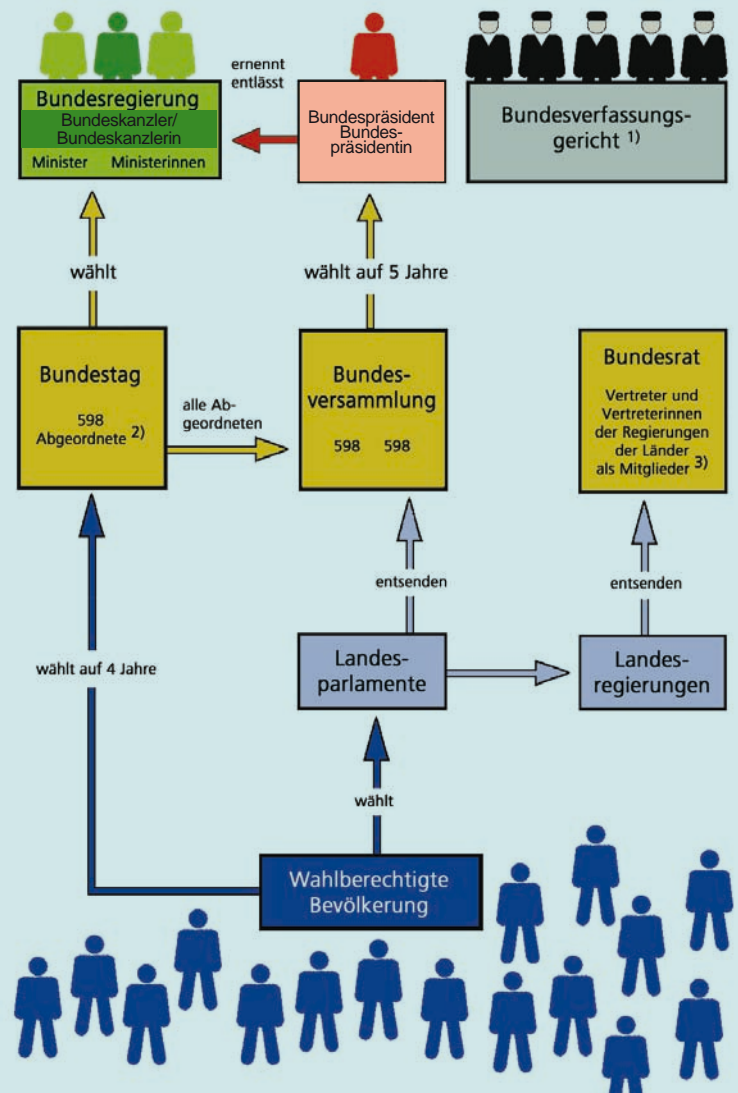 ernennt
entlässt
Bundesregierung
Bundeskanzler/
Bundeskanzlerin
Minister Ministerinnen
Bundespräsident
Bundes-
präsidentin
Bundesverfassungs-
gericht 1)
wählt
wählt auf 5 Jahre
Bundestag
598
Abgeordnete 2)
alle Ab-
geordneten
Bundes-
versammlung
598 598
Bundesrat
Vertreter und
Vertreterinnen
der Regierungen
der Länder
als Mitglieder 3)
entsenden
entsenden
wählt auf 4 Jahre
Landes-
parlamente
Landes-
regierungen
wählt
Wahlberechtigte
Bevölkerung